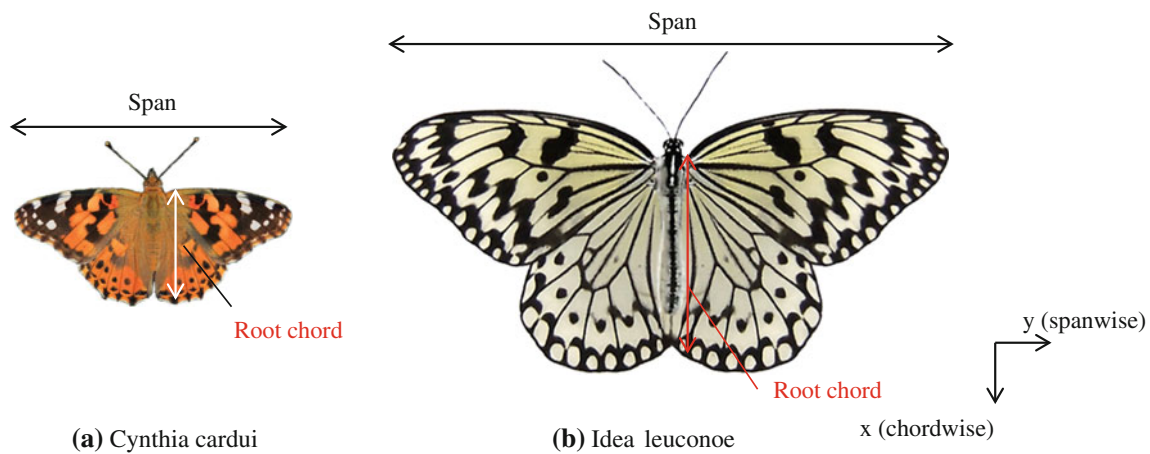 Span
Span
Root chord
Root chord
y (spanwise)
x (chordwise)
(a) Cynthia cardui
(b) Idea leuconoe